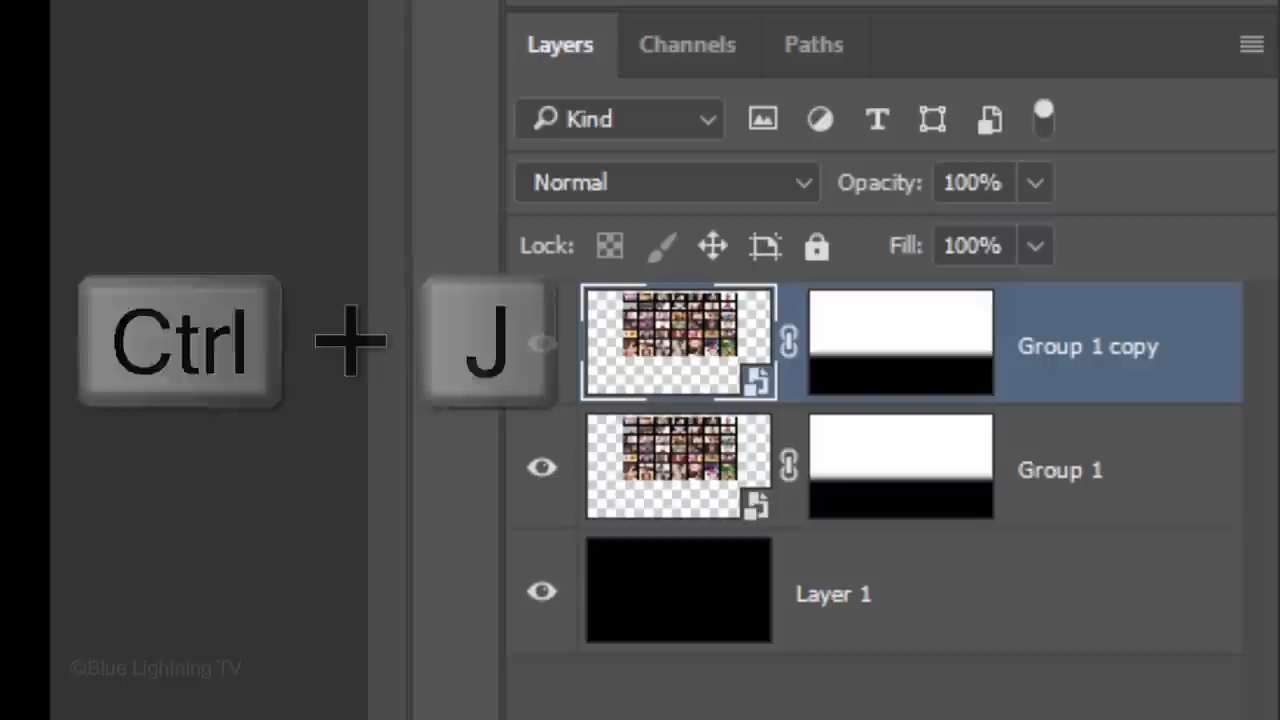 Layers Channels Paths
Kind
Normal Opacity: 100%
Lock: Fill: 100%
Ctrl + J
Group 1 copy
Group 1
Layer 1
©Blue Lightning TV